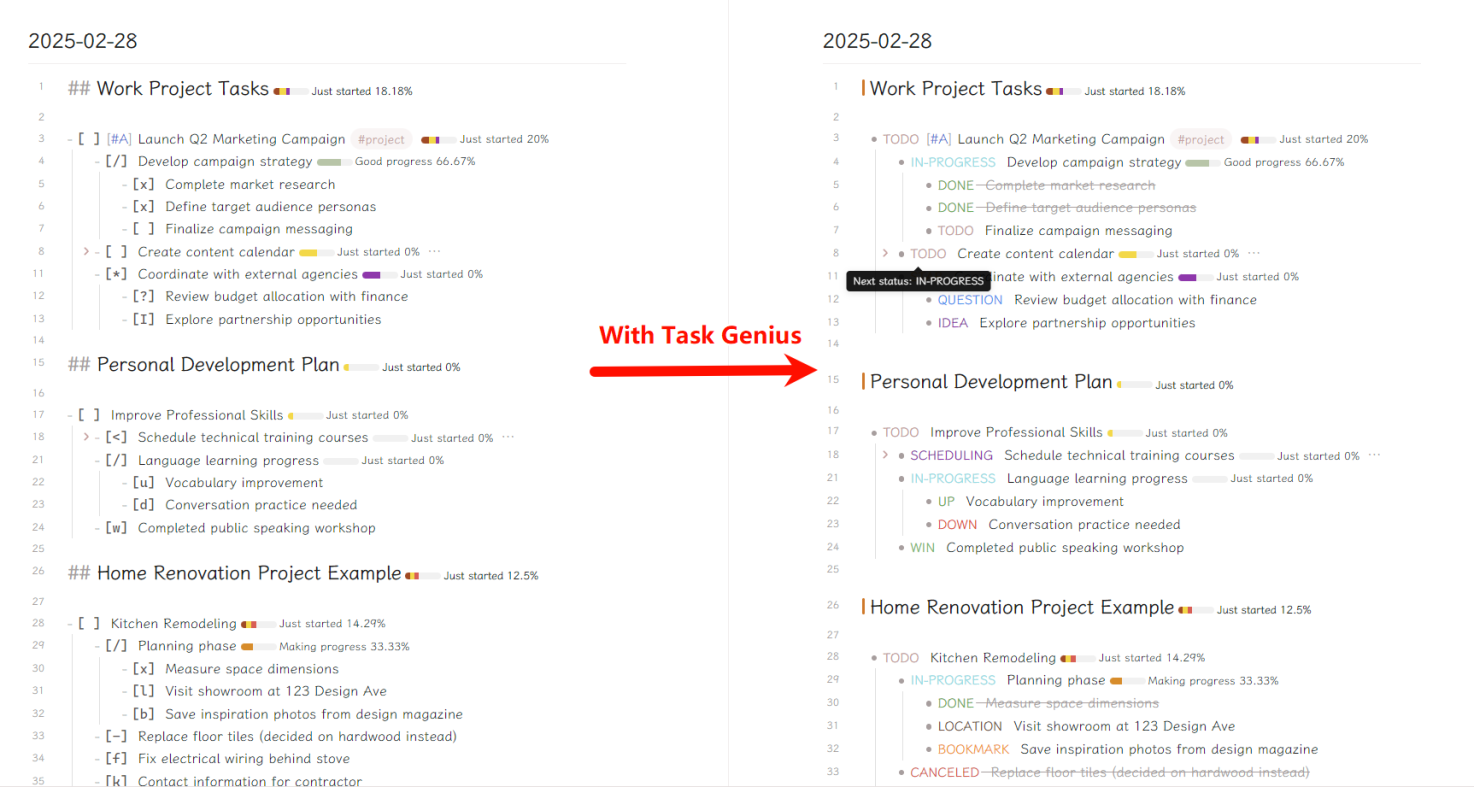 2025-02-28
1 ## Work Project Tasks Just started 18.18%
2
3 - [ ] [#A] Launch Q2 Marketing Campaign #project Just started 20%
4 - [/] Develop campaign strategy Good progress 66.67%
5 - [x] Complete market research
6 - [x] Define target audience personas
7 - [ ] Finalize campaign messaging
8 > - [ ] Create content calendar Just started 0% ...
11 - [*] Coordinate with external agencies Just started 0%
12 - [?] Review budget allocation with finance
13 - [I] Explore partnership opportunities
14
15 ## Personal Development Plan Just started 0%
16
17 - [ ] Improve Professional Skills Just started 0%
18 > - [<] Schedule technical training courses Just started 0% ...
21 - [/] Language learning progress Just started 0%
22 - [u] Vocabulary improvement
23 - [d] Conversation practice needed
24 - [w] Completed public speaking workshop
25
26 ## Home Renovation Project Example Just started 12.5%
27
28 - [ ] Kitchen Remodeling Just started 14.29%
29 - [/] Planning phase Making progress 33.33%
30 - [x] Measure space dimensions
31 - [l] Visit showroom at 123 Design Ave
32 - [b] Save inspiration photos from design magazine
33 - [-] Replace floor tiles (decided on hardwood instead)
34 - [f] Fix electrical wiring behind stove
35 - [k] Contact information for contractor
With Task Genius
2025-02-28
1 Work Project Tasks Just started 18.18%
2
3 TODO [#A] Launch Q2 Marketing Campaign #project Just started 20%
4 IN-PROGRESS Develop campaign strategy Good progress 66.67%
5 DONE Complete market research
6 DONE Define target audience personas
7 TODO Finalize campaign messaging
8 > TODO Create content calendar Just started 0% ...
Next status: IN-PROGRESS
11 inate with external agencies Just started 0%
12 QUESTION Review budget allocation with finance
13 IDEA Explore partnership opportunities
14
15 Personal Development Plan Just started 0%
16
17 TODO Improve Professional Skills Just started 0%
18 > SCHEDULING Schedule technical training courses Just started 0% ...
21 IN-PROGRESS Language learning progress Just started 0%
22 UP Vocabulary improvement
23 DOWN Conversation practice needed
24 WIN Completed public speaking workshop
25
26 Home Renovation Project Example Just started 12.5%
27
28 TODO Kitchen Remodeling Just started 14.29%
29 IN-PROGRESS Planning phase Making progress 33.33%
30 DONE Measure space dimensions
31 LOCATION Visit showroom at 123 Design Ave
32 BOOKMARK Save inspiration photos from design magazine
33 CANCELED Replace floor tiles (decided on hardwood instead)